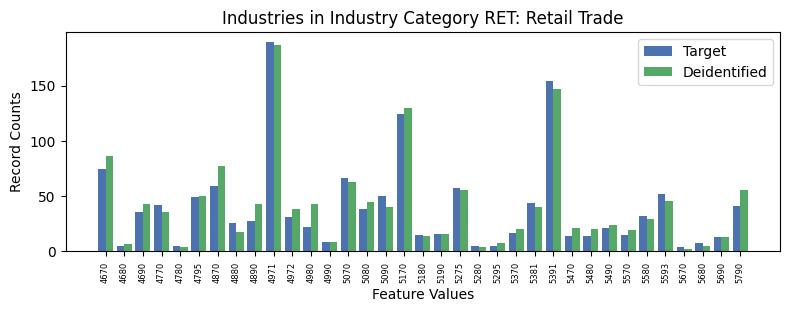 Industries in Industry Category RET: Retail Trade
Target
Deidentified
Record Counts
150
100
50
0
4670 4680 4690 4770 4780 4795 4870 4880 4890 4971 4972 4980 4990 5070 5080 5090 5170 5180 5190 5275 5280 5295 5370 5381 5391 5470 5480 5490 5570 5580 5593 5670 5680 5690 5790
Feature Values